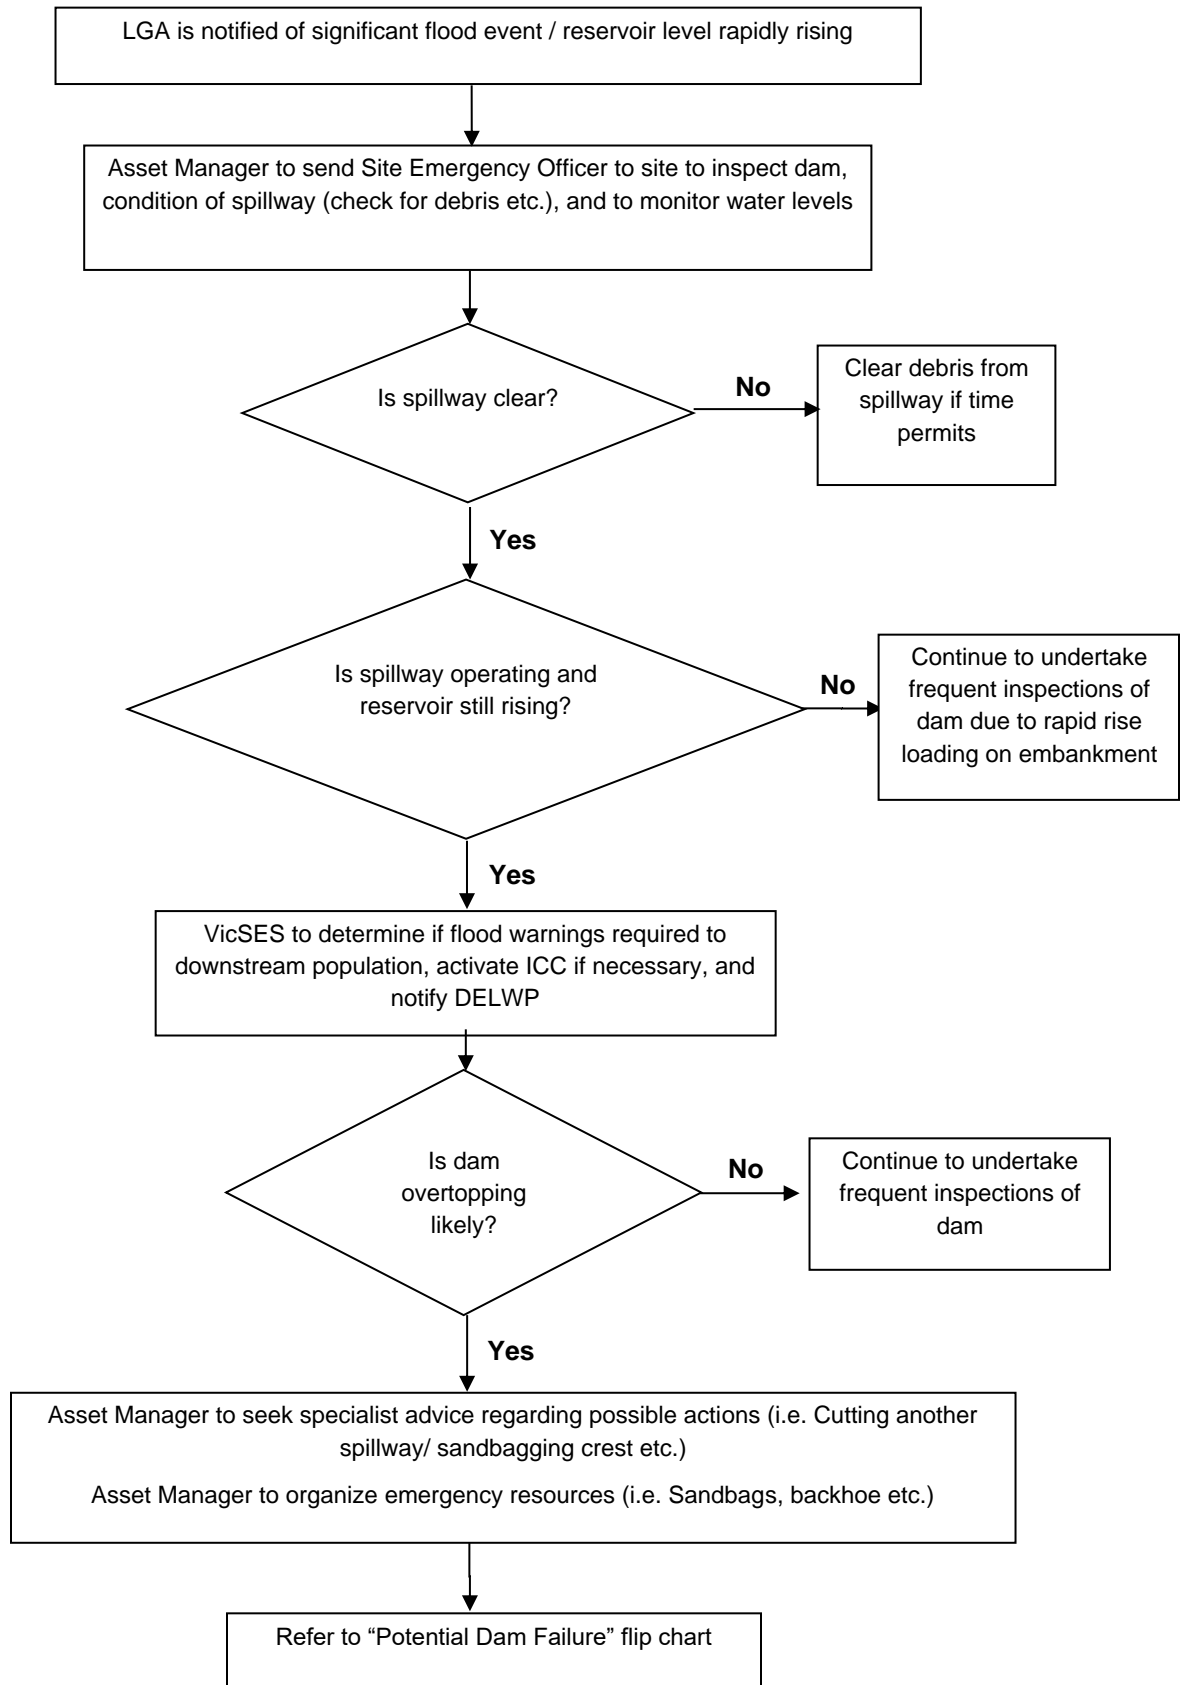 LGA is notified of significant flood event / reservoir level rapidly rising
Asset Manager to send Site Emergency Officer to site to inspect dam,
condition of spillway (check for debris etc.), and to monitor water levels
Is spillway clear?
No
Clear debris from
spillway if time
permits
Yes
Is spillway operating and
reservoir still rising?
No
Continue to undertake
frequent inspections of
dam due to rapid rise
loading on embankment
Yes
VicSES to determine if flood warnings required to
downstream population, activate ICC if necessary, and
notify DELWP
Is dam
overtopping
likely?
No
Continue to undertake
frequent inspections of
dam
Yes
Asset Manager to seek specialist advice regarding possible actions (i.e. Cutting another
spillway/ sandbagging crest etc.)
Asset Manager to organize emergency resources (i.e. Sandbags, backhoe etc.)
Refer to “Potential Dam Failure” flip chart